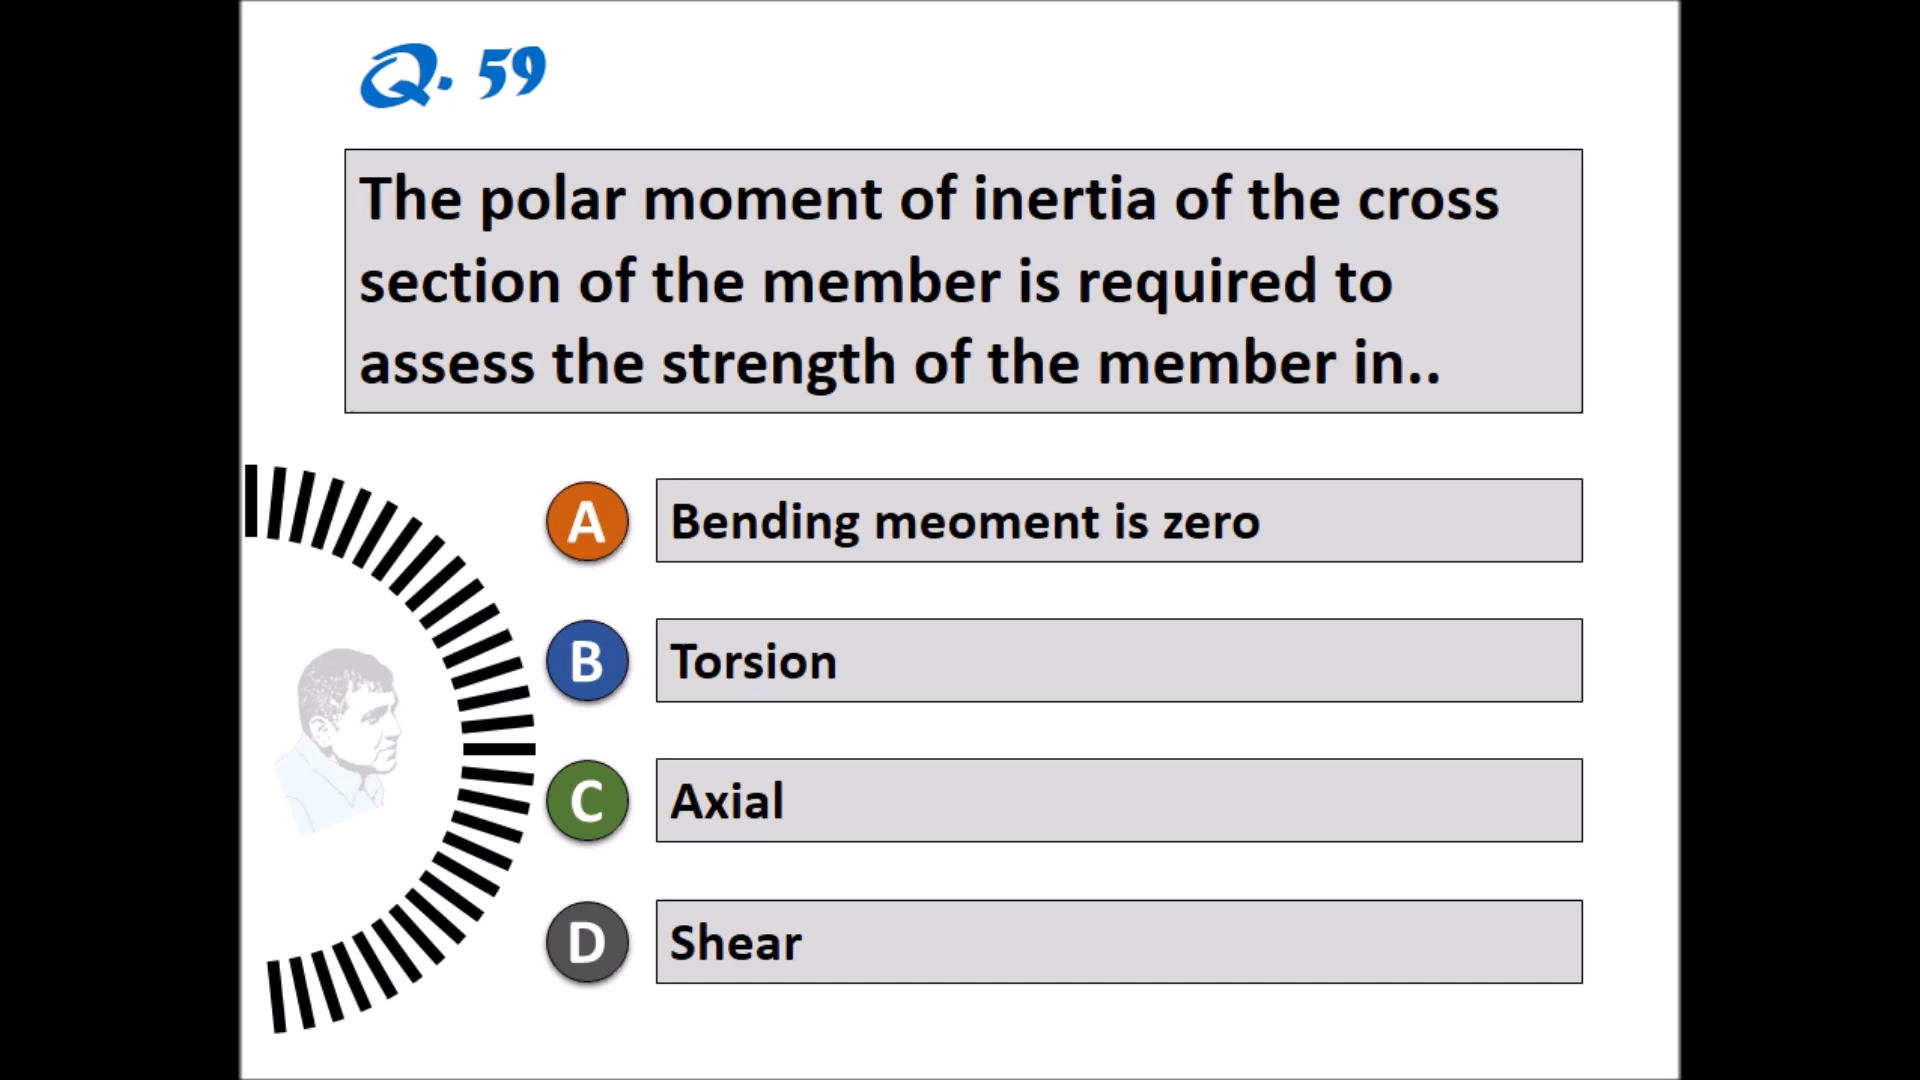 Q. 59
The polar moment of inertia of the cross
section of the member is required to
assess the strength of the member in..
A Bending meoment is zero
B Torsion
C Axial
D Shear